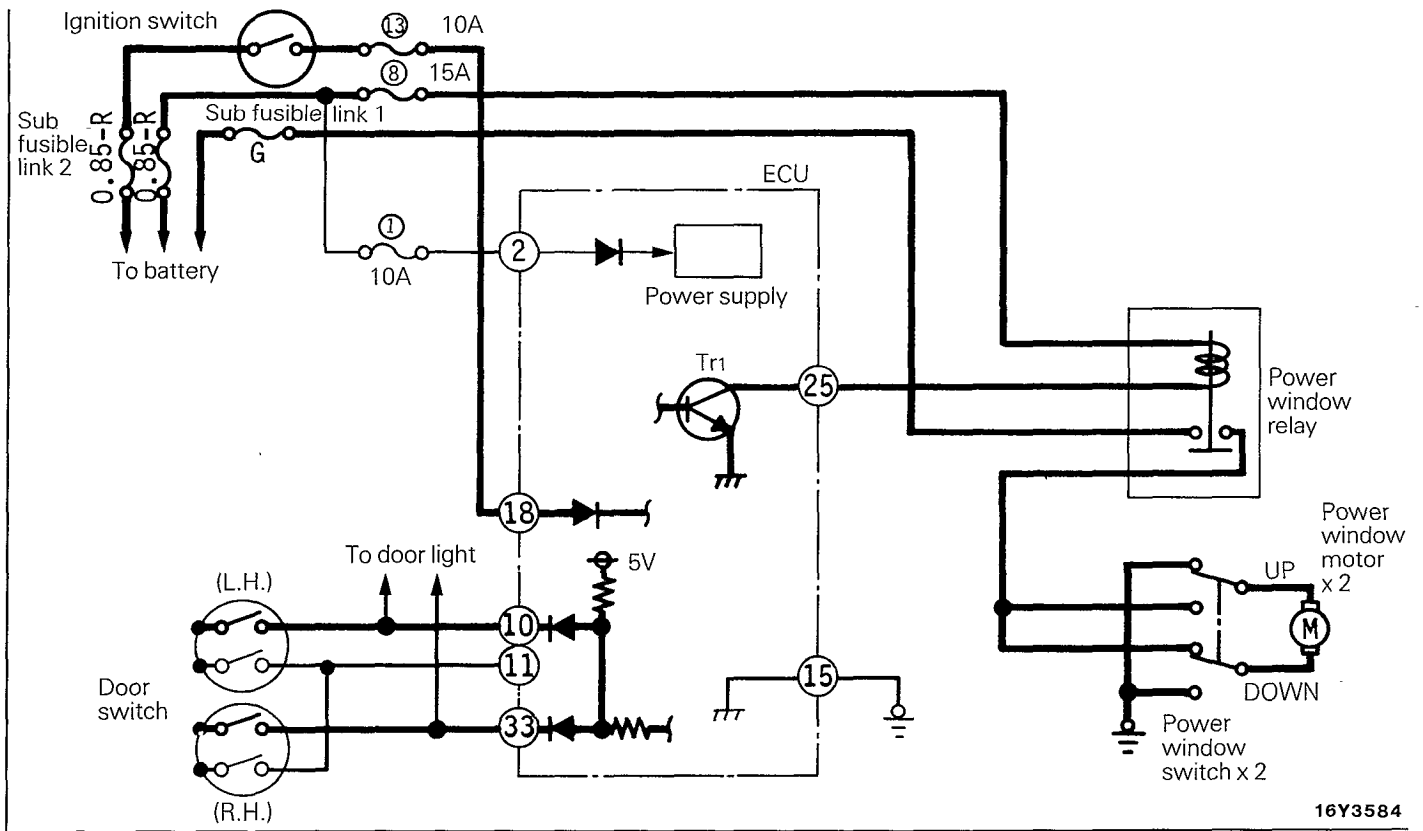 Ignition switch
13
10A
8
15A
Sub fusible link 1
G
Sub
fusible
link 2
0.85-R
0.85-R
To battery
1
10A
ECU
2
Power supply
Tr1
25
Power
window
relay
18
To door light
5V
(L.H.)
10
11
Door
switch
33
(R.H.)
15
Power
window
motor
x 2
UP
M
DOWN
Power
window
switch x 2
16Y3584